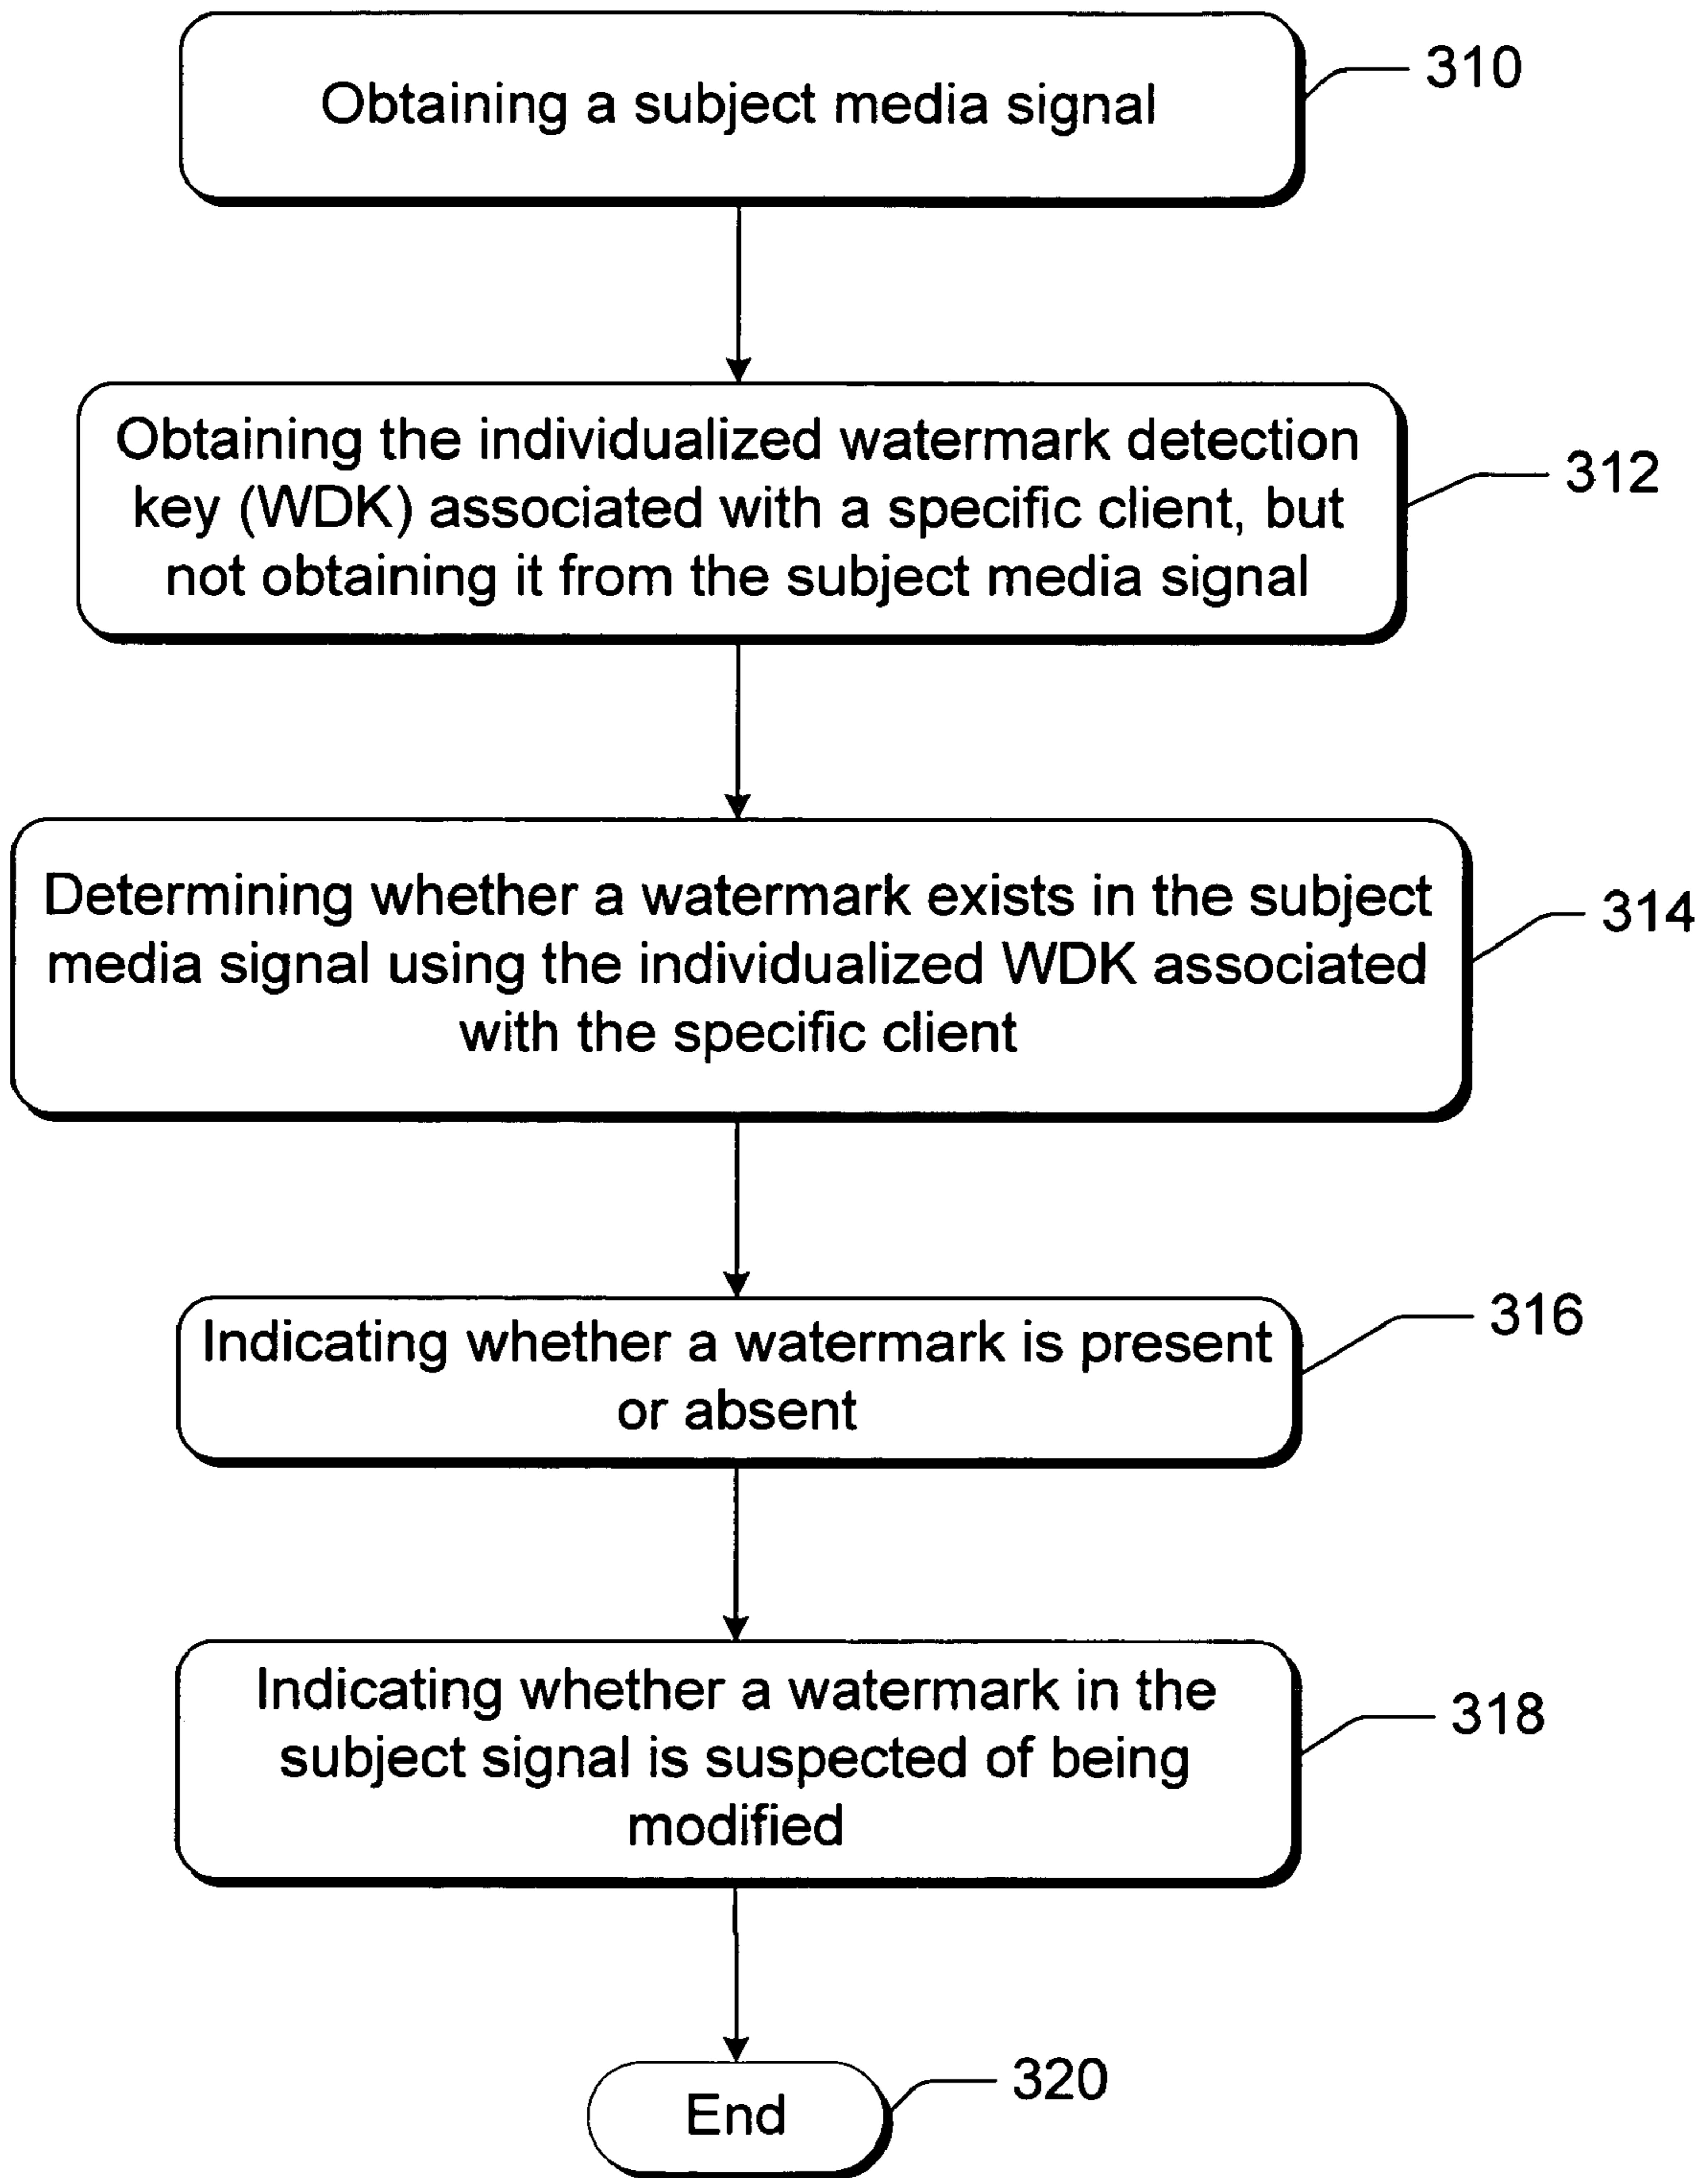 Obtaining a subject media signal
310
Obtaining the individualized watermark detection
key (WDK) associated with a specific client, but
not obtaining it from the subject media signal
312
Determining whether a watermark exists in the subject
media signal using the individualized WDK associated
with the specific client
314
Indicating whether a watermark is present
or absent
316
Indicating whether a watermark in the
subject signal is suspected of being
modified
318
End
320